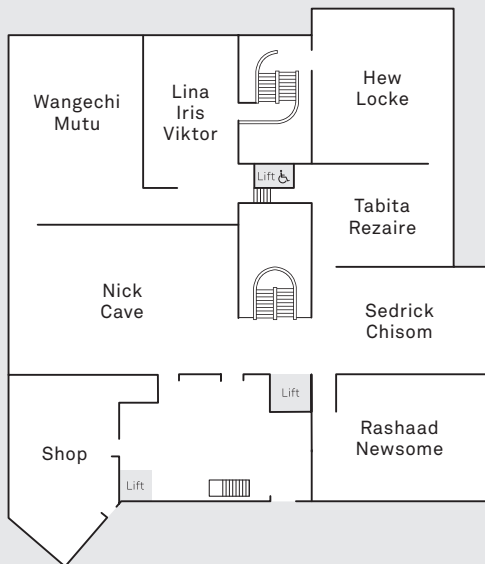 Wangechi
Mutu
Lina
Iris
Viktor
Hew
Locke
Lift
Tabita
Rezaire
Nick
Cave
Sedrick
Chisom
Lift
Rashaad
Newsome
Shop
Lift